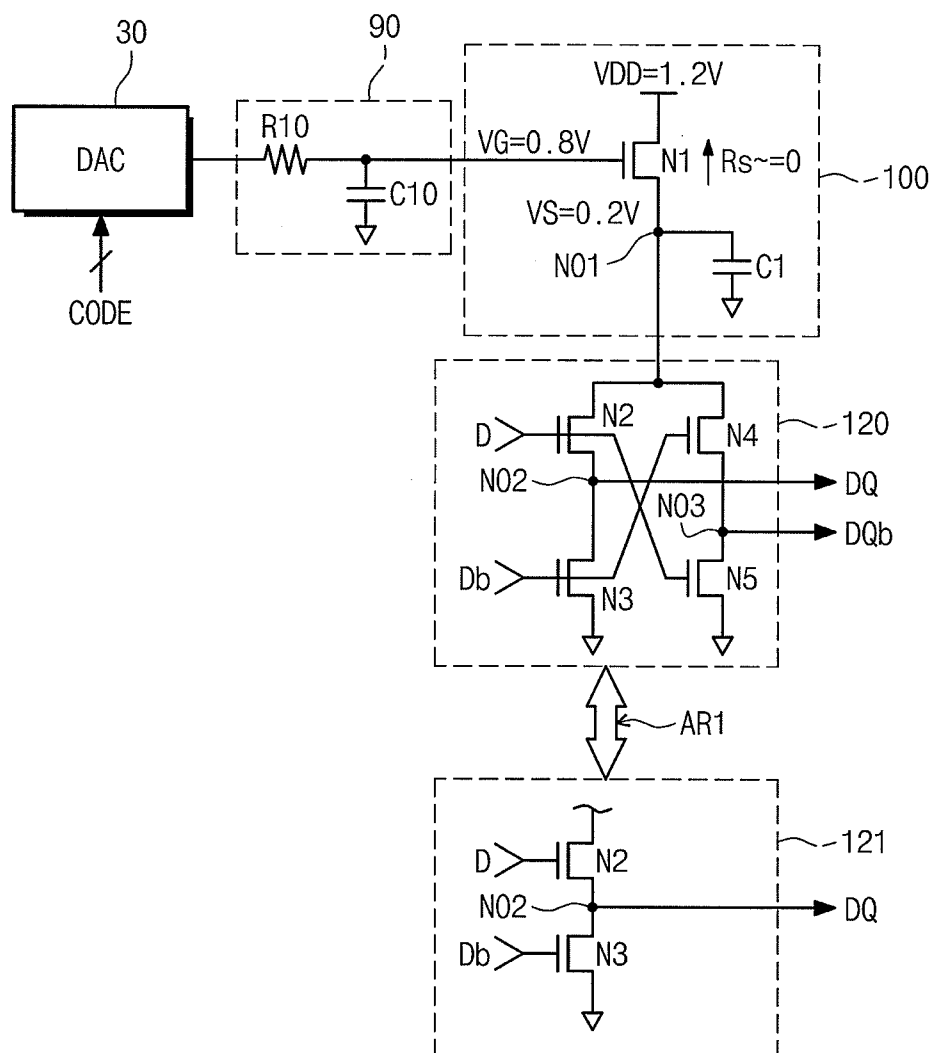 30
90
DAC
CODE
R10
C10
VG=0.8V
VDD=1.2V
N1
Rs~=0
100
VS=0.2V
N01
C1
D
N2
N4
120
N02
DQ
N03
DQb
Db
N3
N5
AR1
121
D
N2
N02
DQ
Db
N3